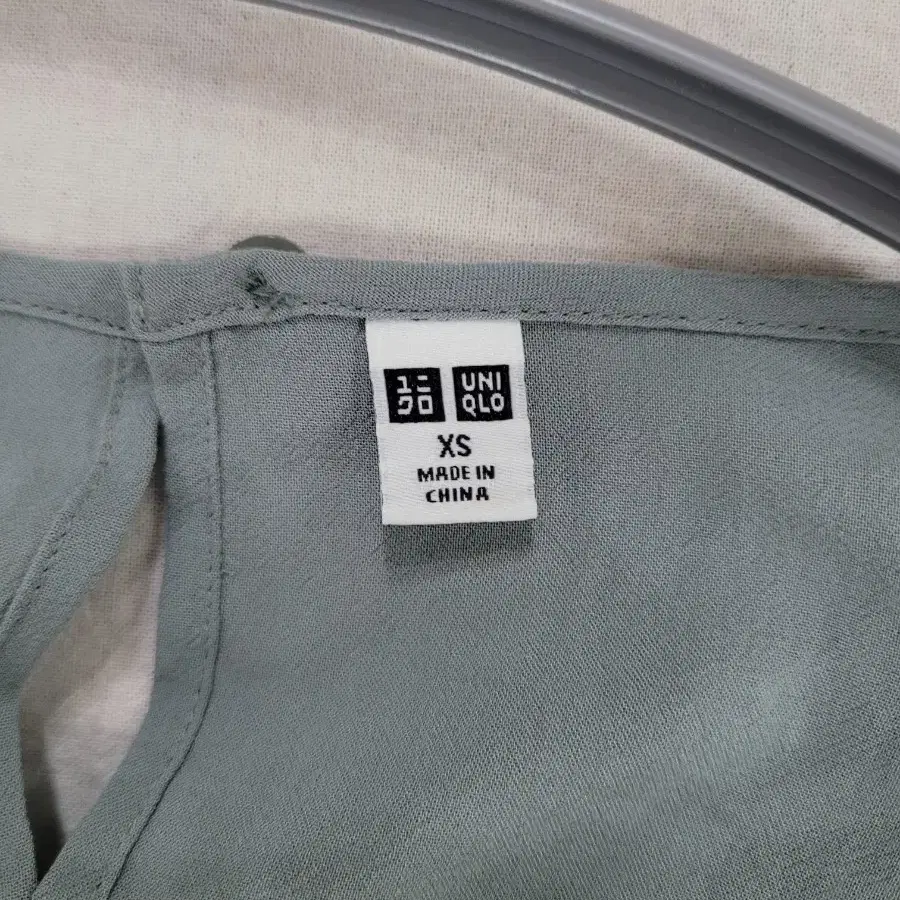 ユニ UNI
クロ QLO
XS
MADE IN
CHINA